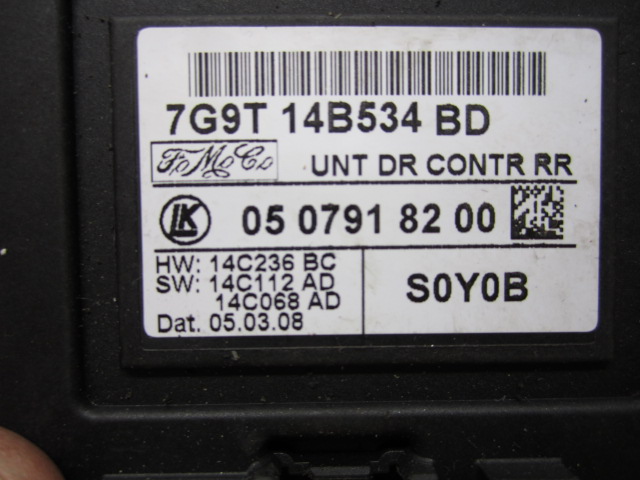 7G9T 14B534 BD
FoMoCo UNT DR CONTR RR
LK 05 0791 82 00
HW: 14C236 BC
SW: 14C112 AD
14C068 AD
Dat. 05.03.08
S0Y0B